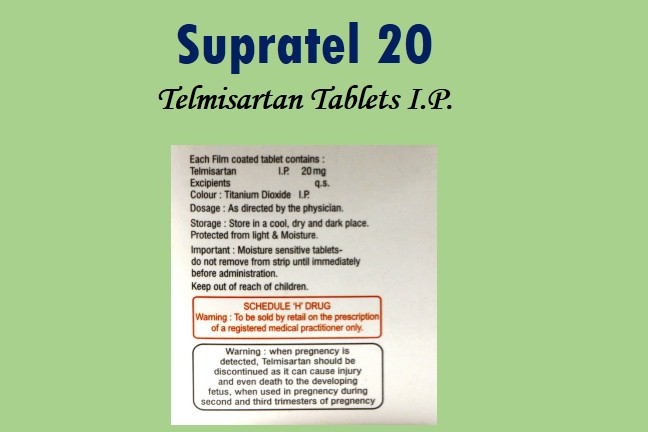 Supratel 20
Telmisartan Tablets I.P.
Each Film coated tablet contains :
Telmisartan I.P. 20 mg
Excipients q.s.
Colour : Titanium Dioxide I.P.
Dosage : As directed by the physician.
Storage : Store in a cool, dry and dark place.
Protected from light & Moisture.
Important : Moisture sensitive tablets-
do not remove from strip until immediately
before administration.
Keep out of reach of children.
SCHEDULE 'H' DRUG
Warning : To be sold by retail on the prescription
of a registered medical practitioner only.
Warning : when pregnancy is
detected, Telmisartan should be
discontinued as it can cause injury
and even death to the developing
fetus, when used in pregnancy during
second and third trimesters of pregnancy